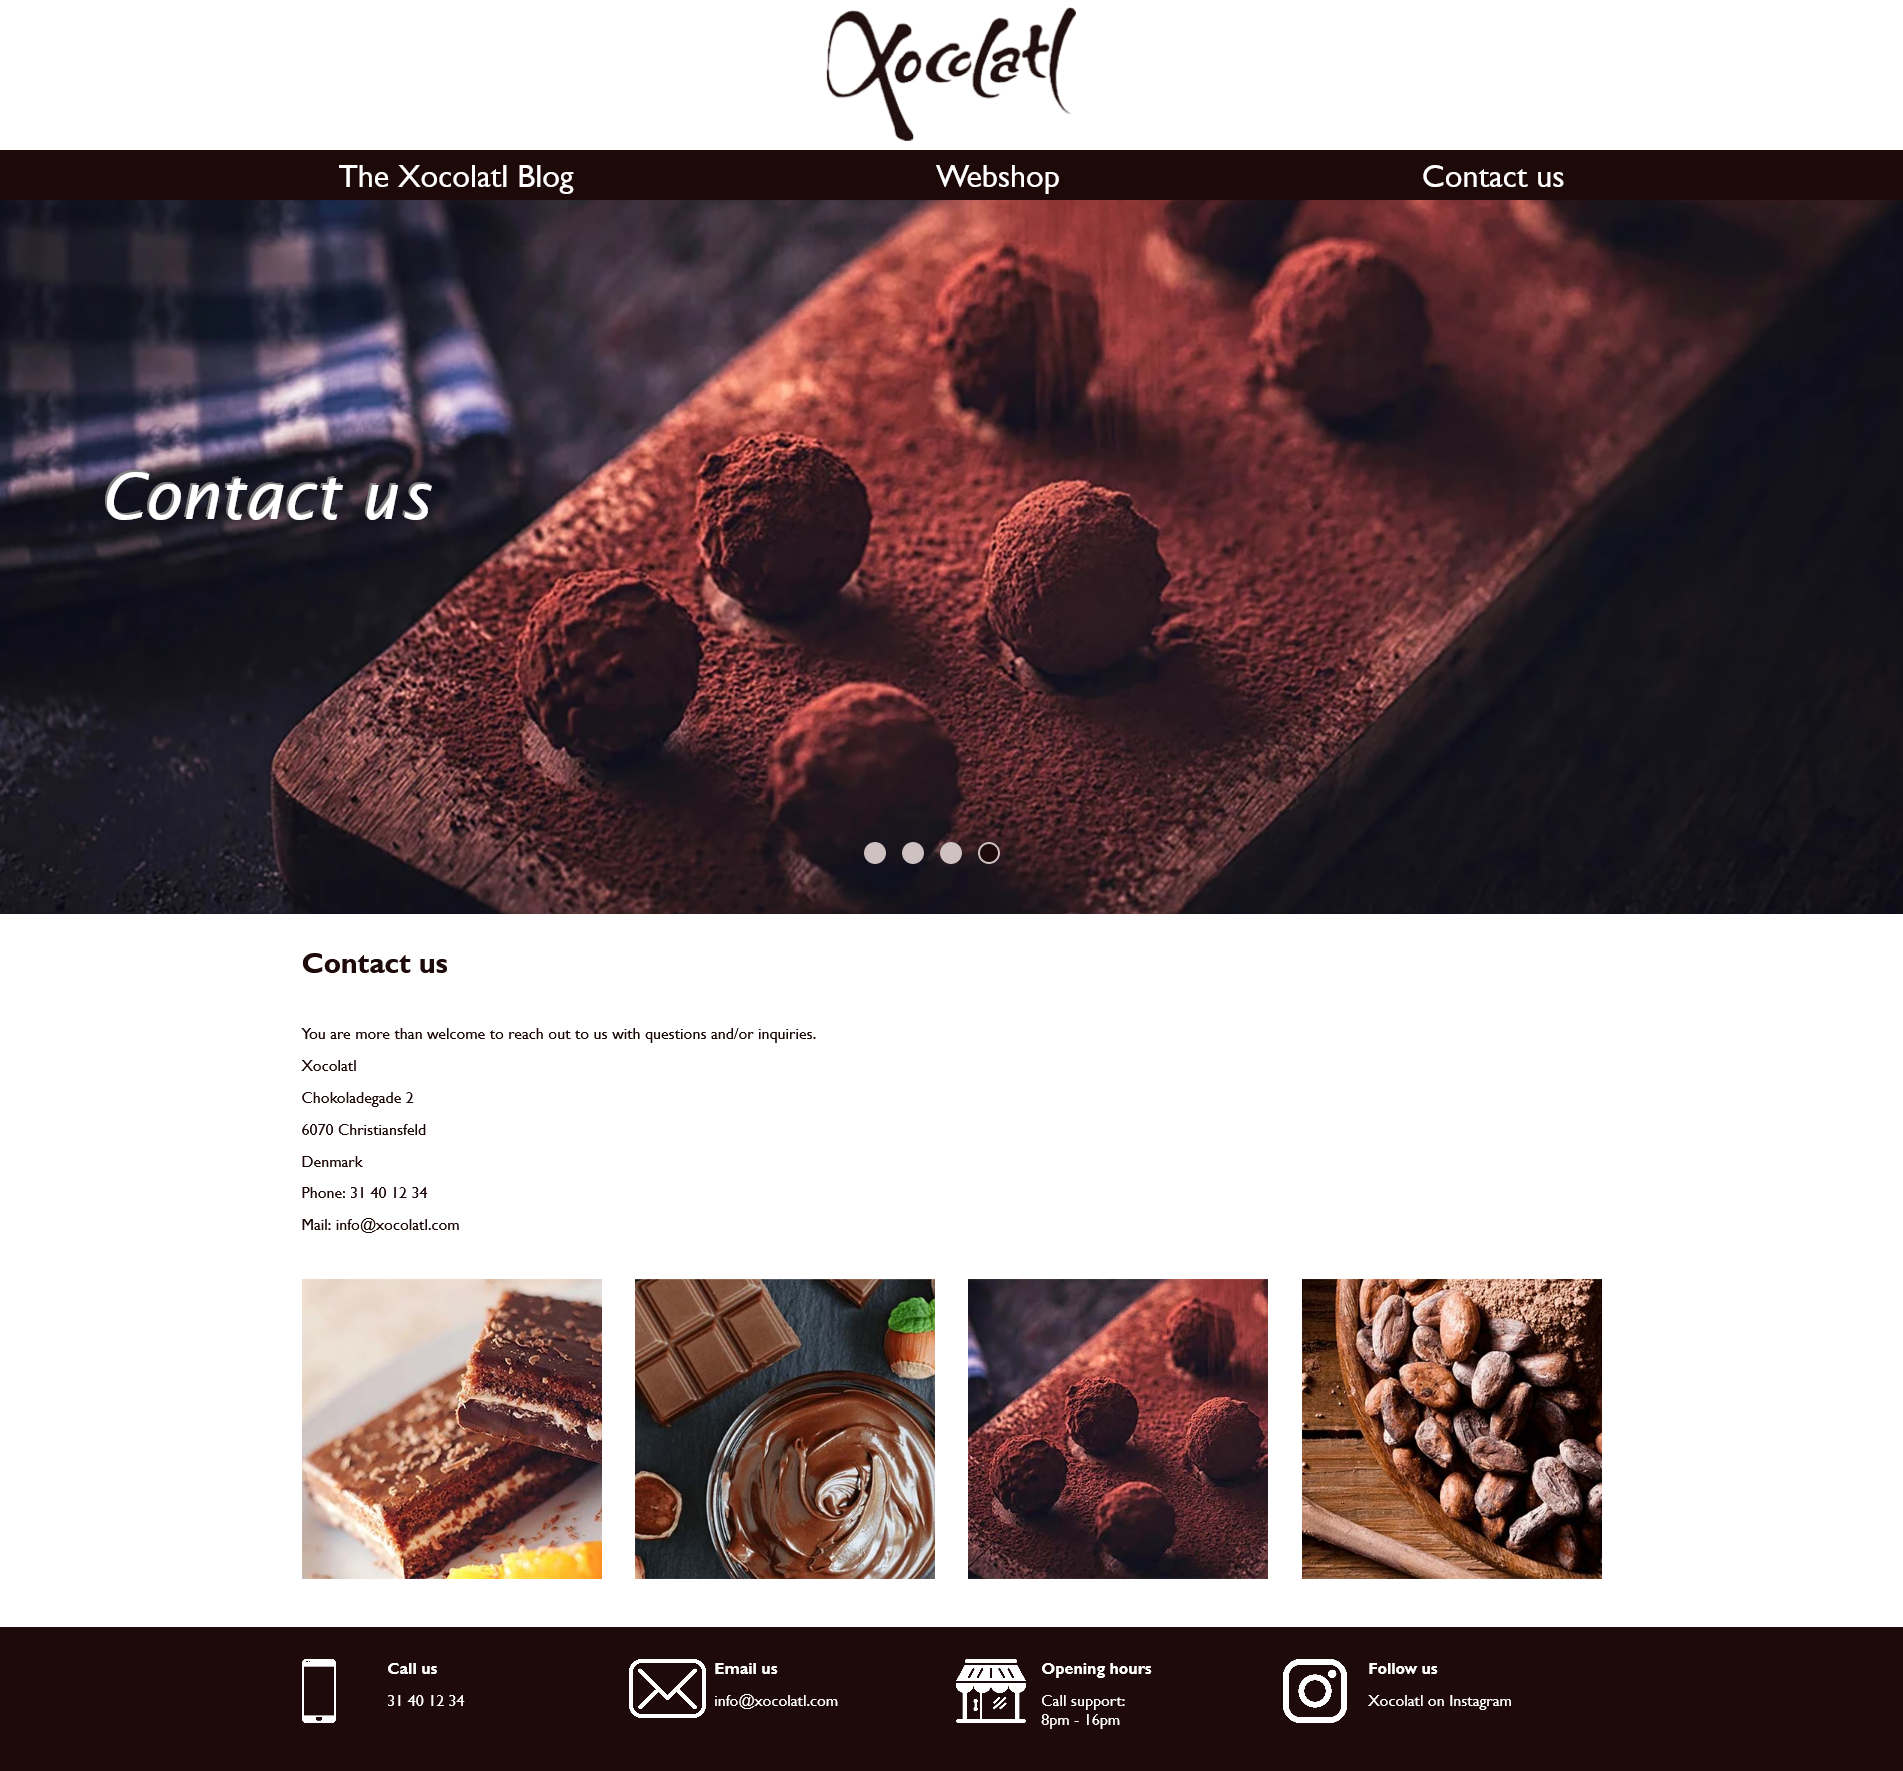 Xocolatl
The Xocolatl Blog
Webshop
Contact us
Contact us
Contact us
You are more than welcome to reach out to us with questions and/or inquiries.
Xocolatl
Chokoladegade 2
6070 Christiansfeld
Denmark
Phone: 31 40 12 34
Mail: info@xocolatl.com
Call us
31 40 12 34
Email us
info@xocolatl.com
Opening hours
Call support:
8pm - 16pm
Follow us
Xocolatl on Instagram